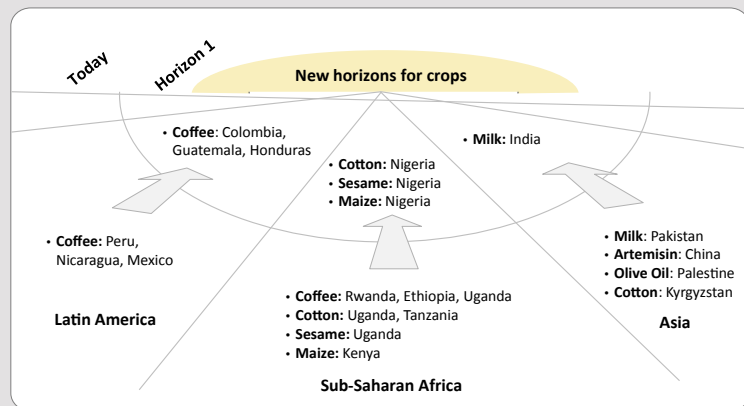 Today
Horizon 1
New horizons for crops
• Coffee: Colombia,
Guatemala, Honduras
• Milk: India
• Cotton: Nigeria
• Sesame: Nigeria
• Maize: Nigeria
• Coffee: Peru,
Nicaragua, Mexico
• Milk: Pakistan
• Artemisin: China
• Olive Oil: Palestine
• Cotton: Kyrgyzstan
• Coffee: Rwanda, Ethiopia, Uganda
• Cotton: Uganda, Tanzania
• Sesame: Uganda
• Maize: Kenya
Latin America
Asia
Sub-Saharan Africa